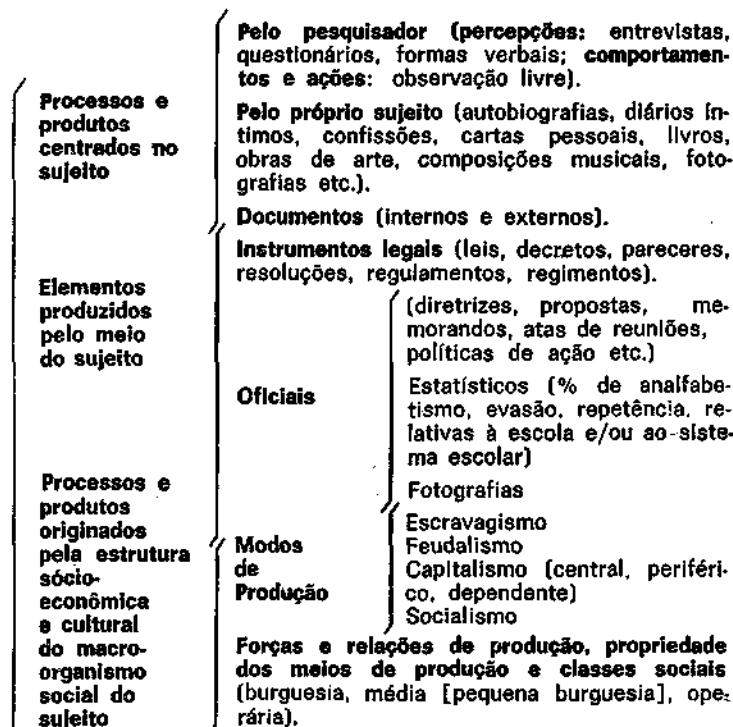 Processos e
produtos
centrados no
sujeito
Pelo pesquisador (percepções: entrevistas,
questionários, formas verbais; comportamen-
tos e ações: observação livre).
Pelo próprio sujeito (autobiografias, diários ín-
timos, confissões, cartas pessoais, livros,
obras de arte, composições musicais, foto-
grafias etc.).
Elementos
produzidos
pelo meio
do sujeito
Documentos (internos e externos).
Instrumentos legais (leis, decretos, pareceres,
resoluções, regulamentos, regimentos).
Oficiais
(diretrizes, propostas, me-
morandos, atas de reuniões,
políticas de ação etc.)
Estatísticos (% de analfabe-
tismo, evasão, repetência, re-
lativas à escola e/ou ao siste-
ma escolar)
Fotografias
Processos e
produtos
originados
pela estrutura
sócio-
econômica
e cultural
do macro-
organismo
social do
sujeito
Modos
de
Produção
Escravagismo
Feudalismo
Capitalismo (central, periféri-
co, dependente)
Socialismo
Forças e relações de produção, propriedade
dos meios de produção e classes sociais
(burguesia, média [pequena burguesia], ope-
rária).